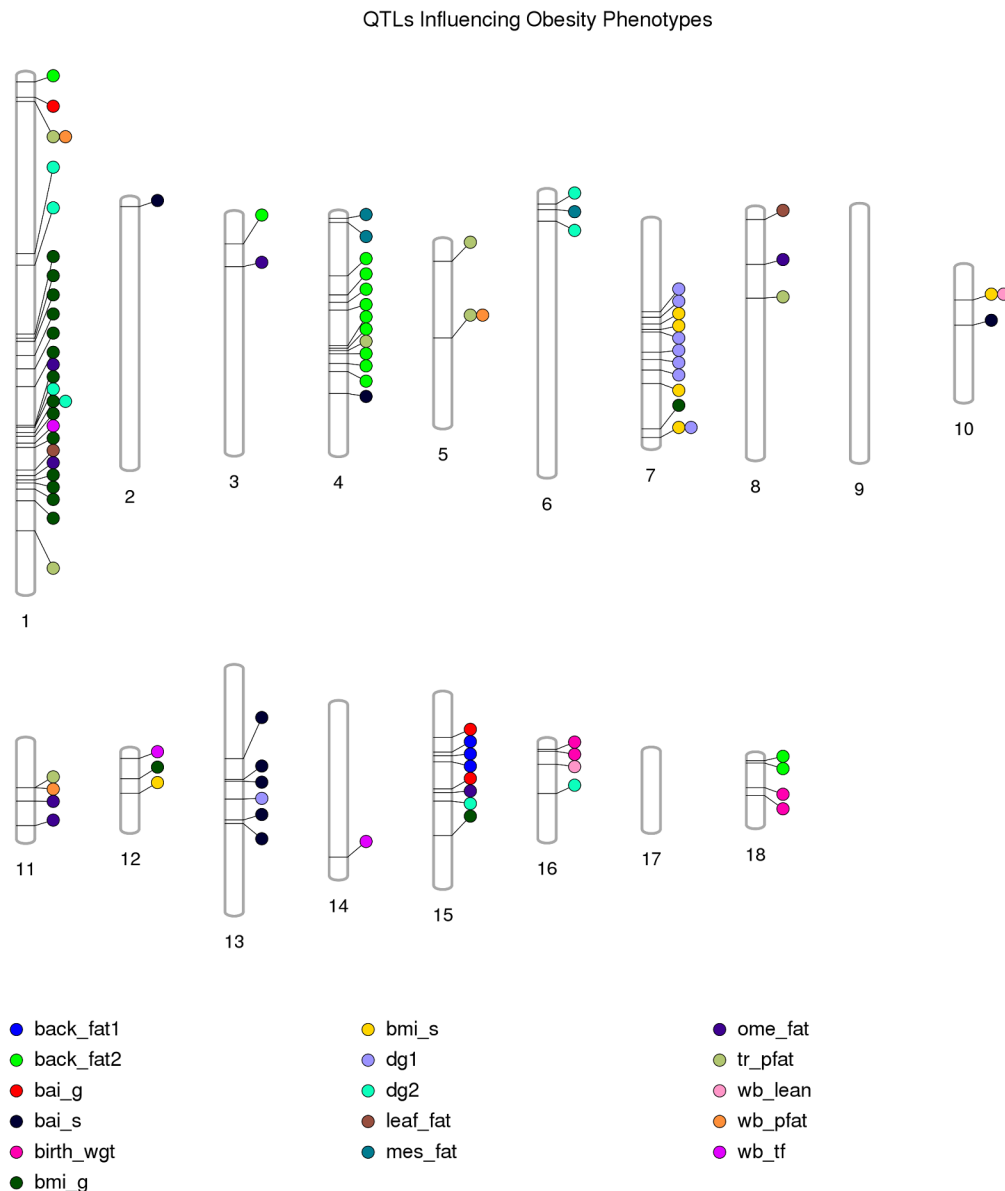 QTLs Influencing Obesity Phenotypes
1
2
3
4
5
6
7
8
9
10
11
12
13
14
15
16
17
18
back_fat1
back_fat2
bai_g
bai_s
birth_wgt
bmi_g
bmi_s
dg1
dg2
leaf_fat
mes_fat
ome_fat
tr_pfat
wb_lean
wb_pfat
wb_tf